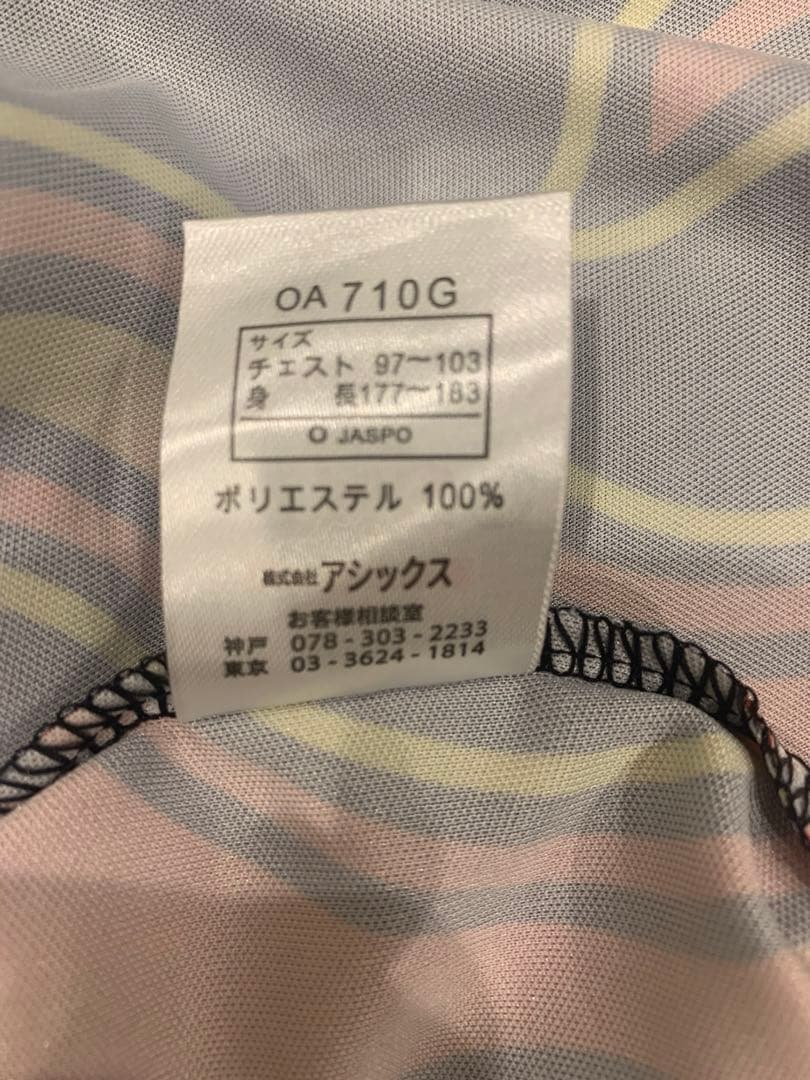 OA 710G
サイズ
チェスト 97〜103
身 長177〜183
O JASPO
ポリエステル 100%
株式会社アシックス
お客様相談室
神戸 078 - 303 - 2233
東京 03 - 3624 - 1814